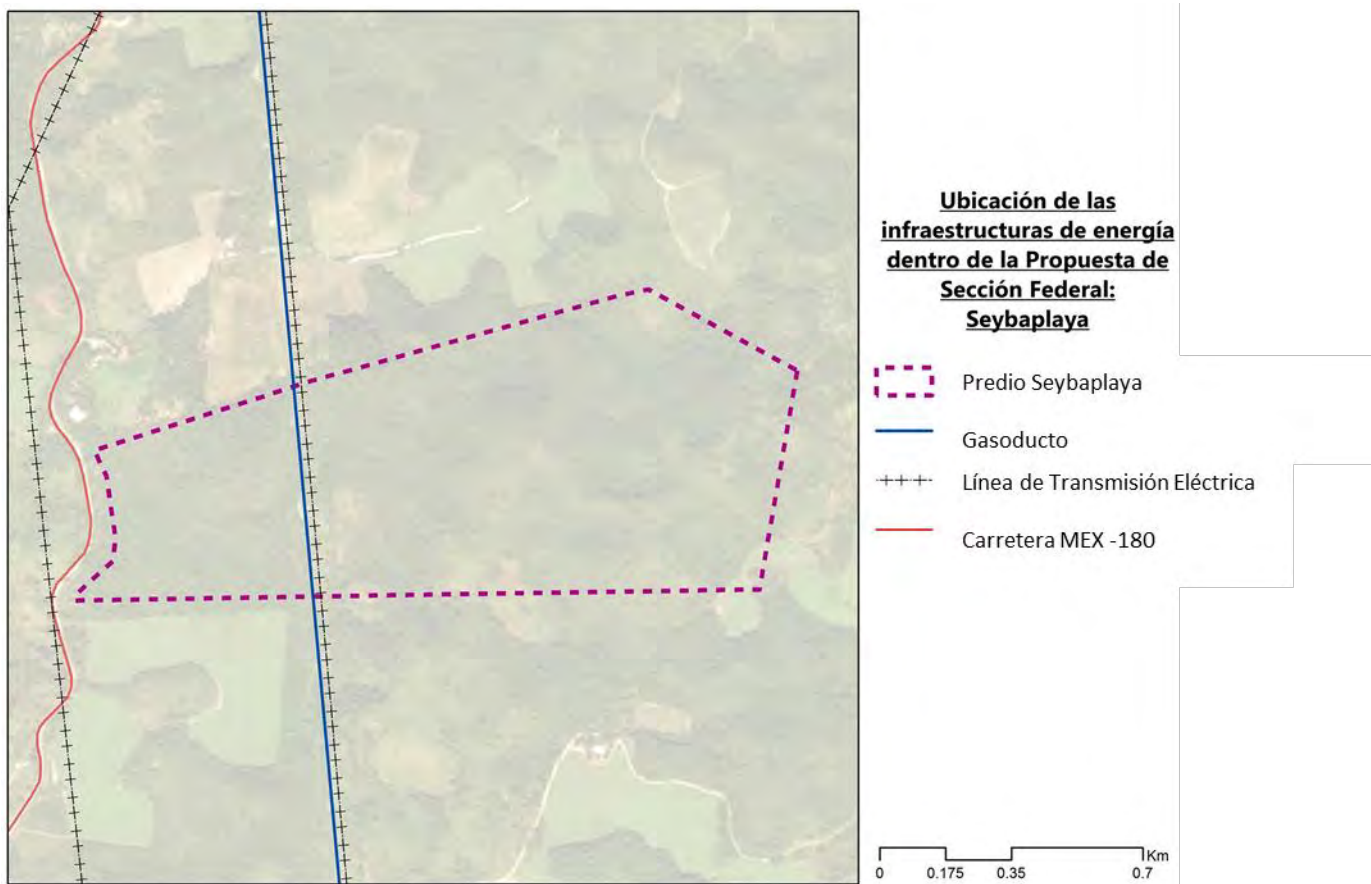 Ubicación de las
infraestructuras de energía
dentro de la Propuesta de
Sección Federal:
Seybaplaya
Predio Seybaplaya
Gasoducto
Línea de Transmisión Eléctrica
Carretera MEX -180
Km
0 0.175 0.35 0.7